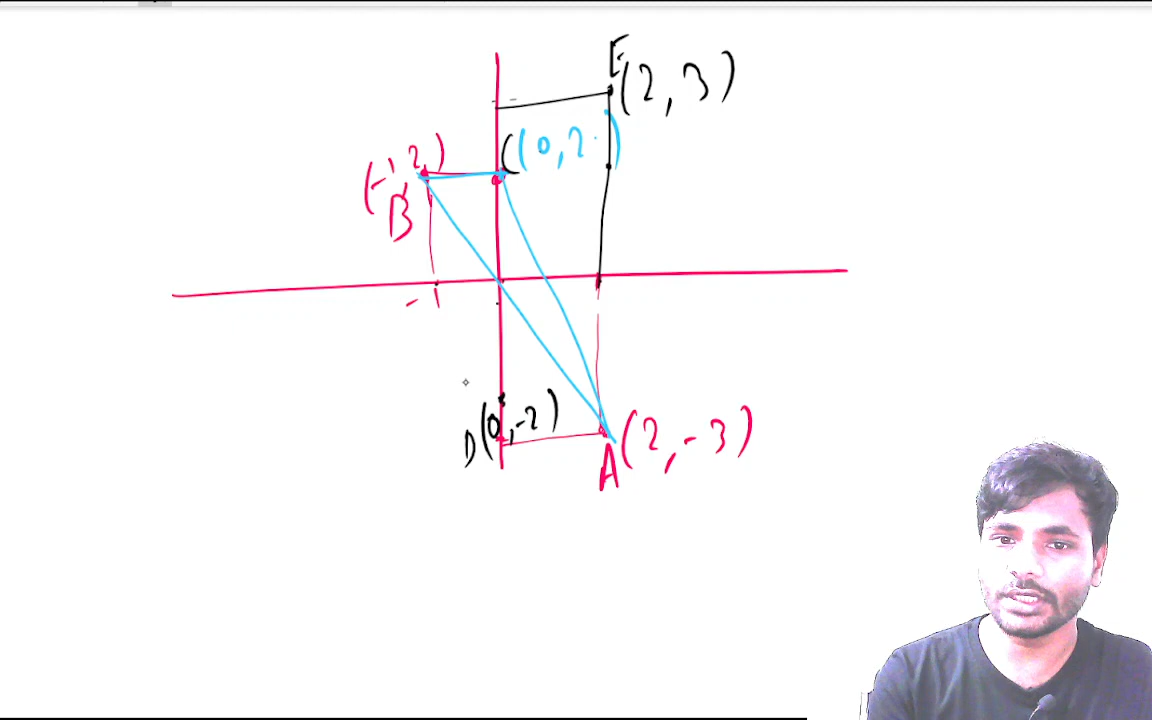 E(2, 3)
C(0, 2)
(-1, 2)
B
-1
D(0, -2)
A(2, -3)